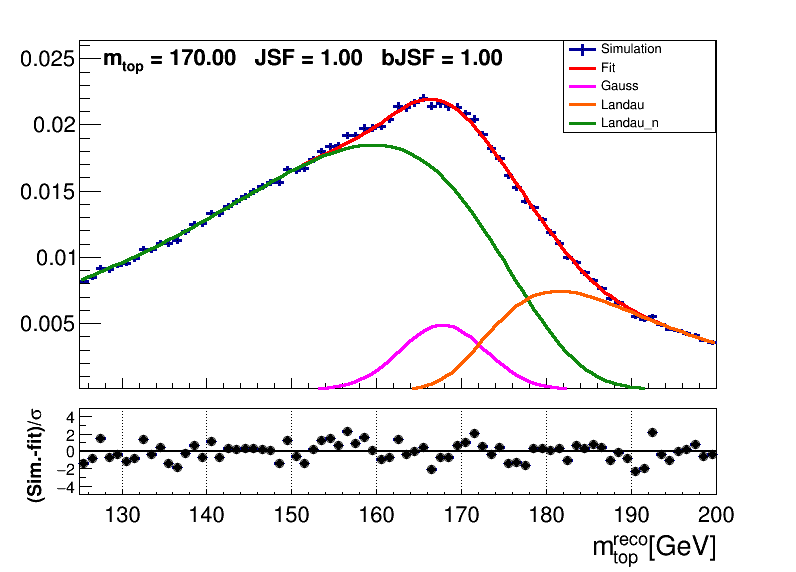 m_top = 170.00 JSF = 1.00 bJSF = 1.00
Simulation
Fit
Gauss
Landau
Landau_n
0.025
0.02
0.015
0.01
0.005
(Sim.-fit)/σ
4
2
0
−2
−4
130 140 150 160 170 180 190 200
m_top^reco[GeV]